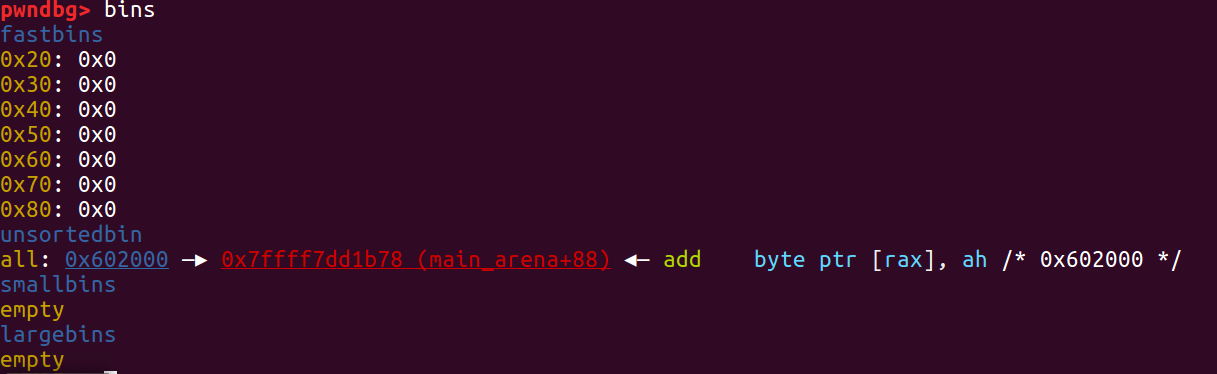 pwndbg> bins
fastbins
0x20: 0x0
0x30: 0x0
0x40: 0x0
0x50: 0x0
0x60: 0x0
0x70: 0x0
0x80: 0x0
unsortedbin
all: 0x602000 —▸ 0x7ffff7dd1b78 (main_arena+88) ◂— add    byte ptr [rax], ah /* 0x602000 */
smallbins
empty
largebins
empty